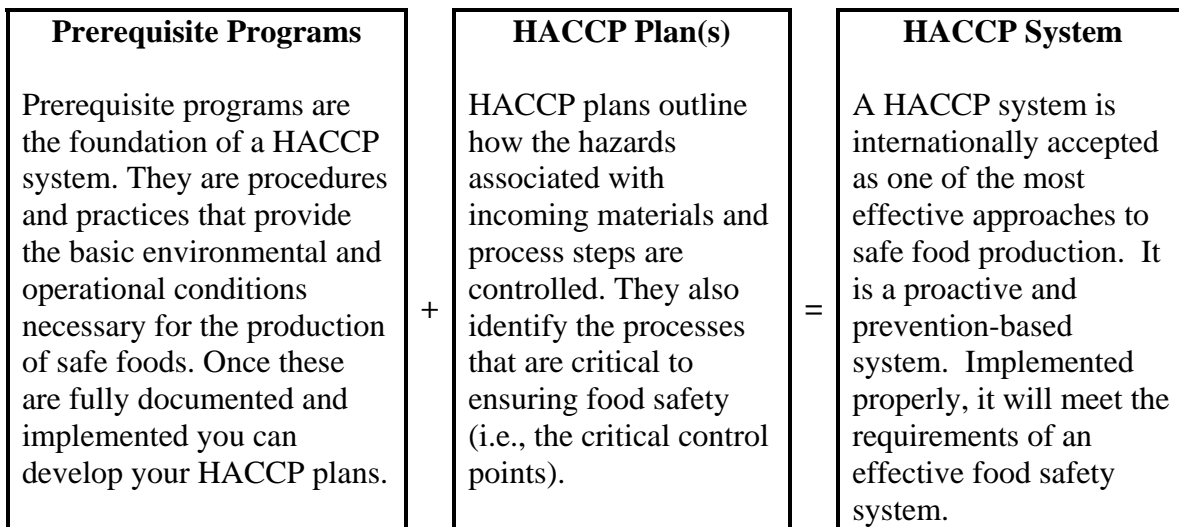 Prerequisite Programs
Prerequisite programs are
the foundation of a HACCP
system. They are procedures
and practices that provide
the basic environmental and
operational conditions
necessary for the production
of safe foods. Once these
are fully documented and
implemented you can
develop your HACCP plans.
+
HACCP Plan(s)
HACCP plans outline
how the hazards
associated with
incoming materials and
process steps are
controlled. They also
identify the processes
that are critical to
ensuring food safety
(i.e., the critical control
points).
=
HACCP System
A HACCP system is
internationally accepted
as one of the most
effective approaches to
safe food production.  It
is a proactive and
prevention-based
system.  Implemented
properly, it will meet the
requirements of an
effective food safety
system.